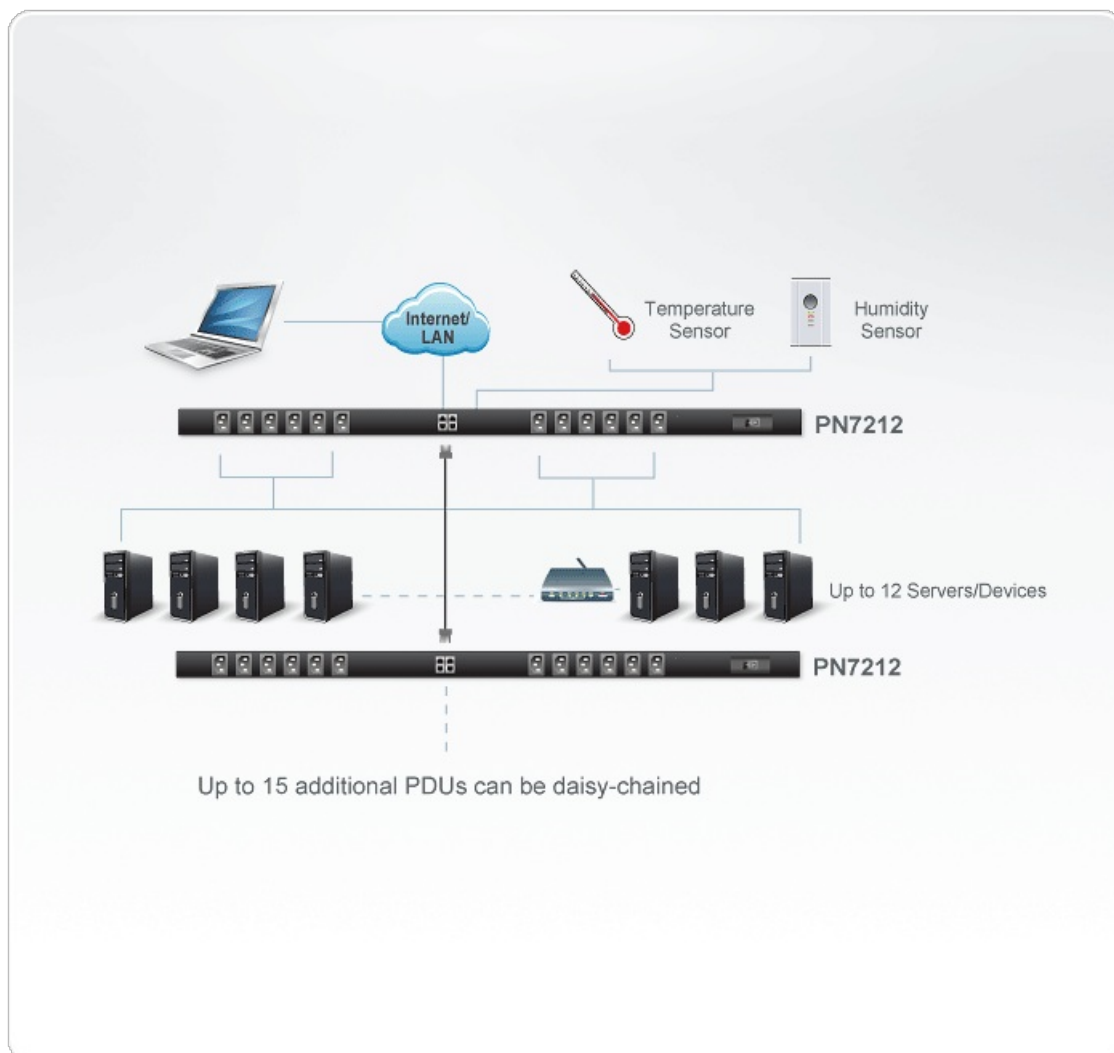 Internet/
LAN
Temperature
Sensor
Humidity
Sensor
PN7212
Up to 12 Servers/Devices
PN7212
Up to 15 additional PDUs can be daisy-chained